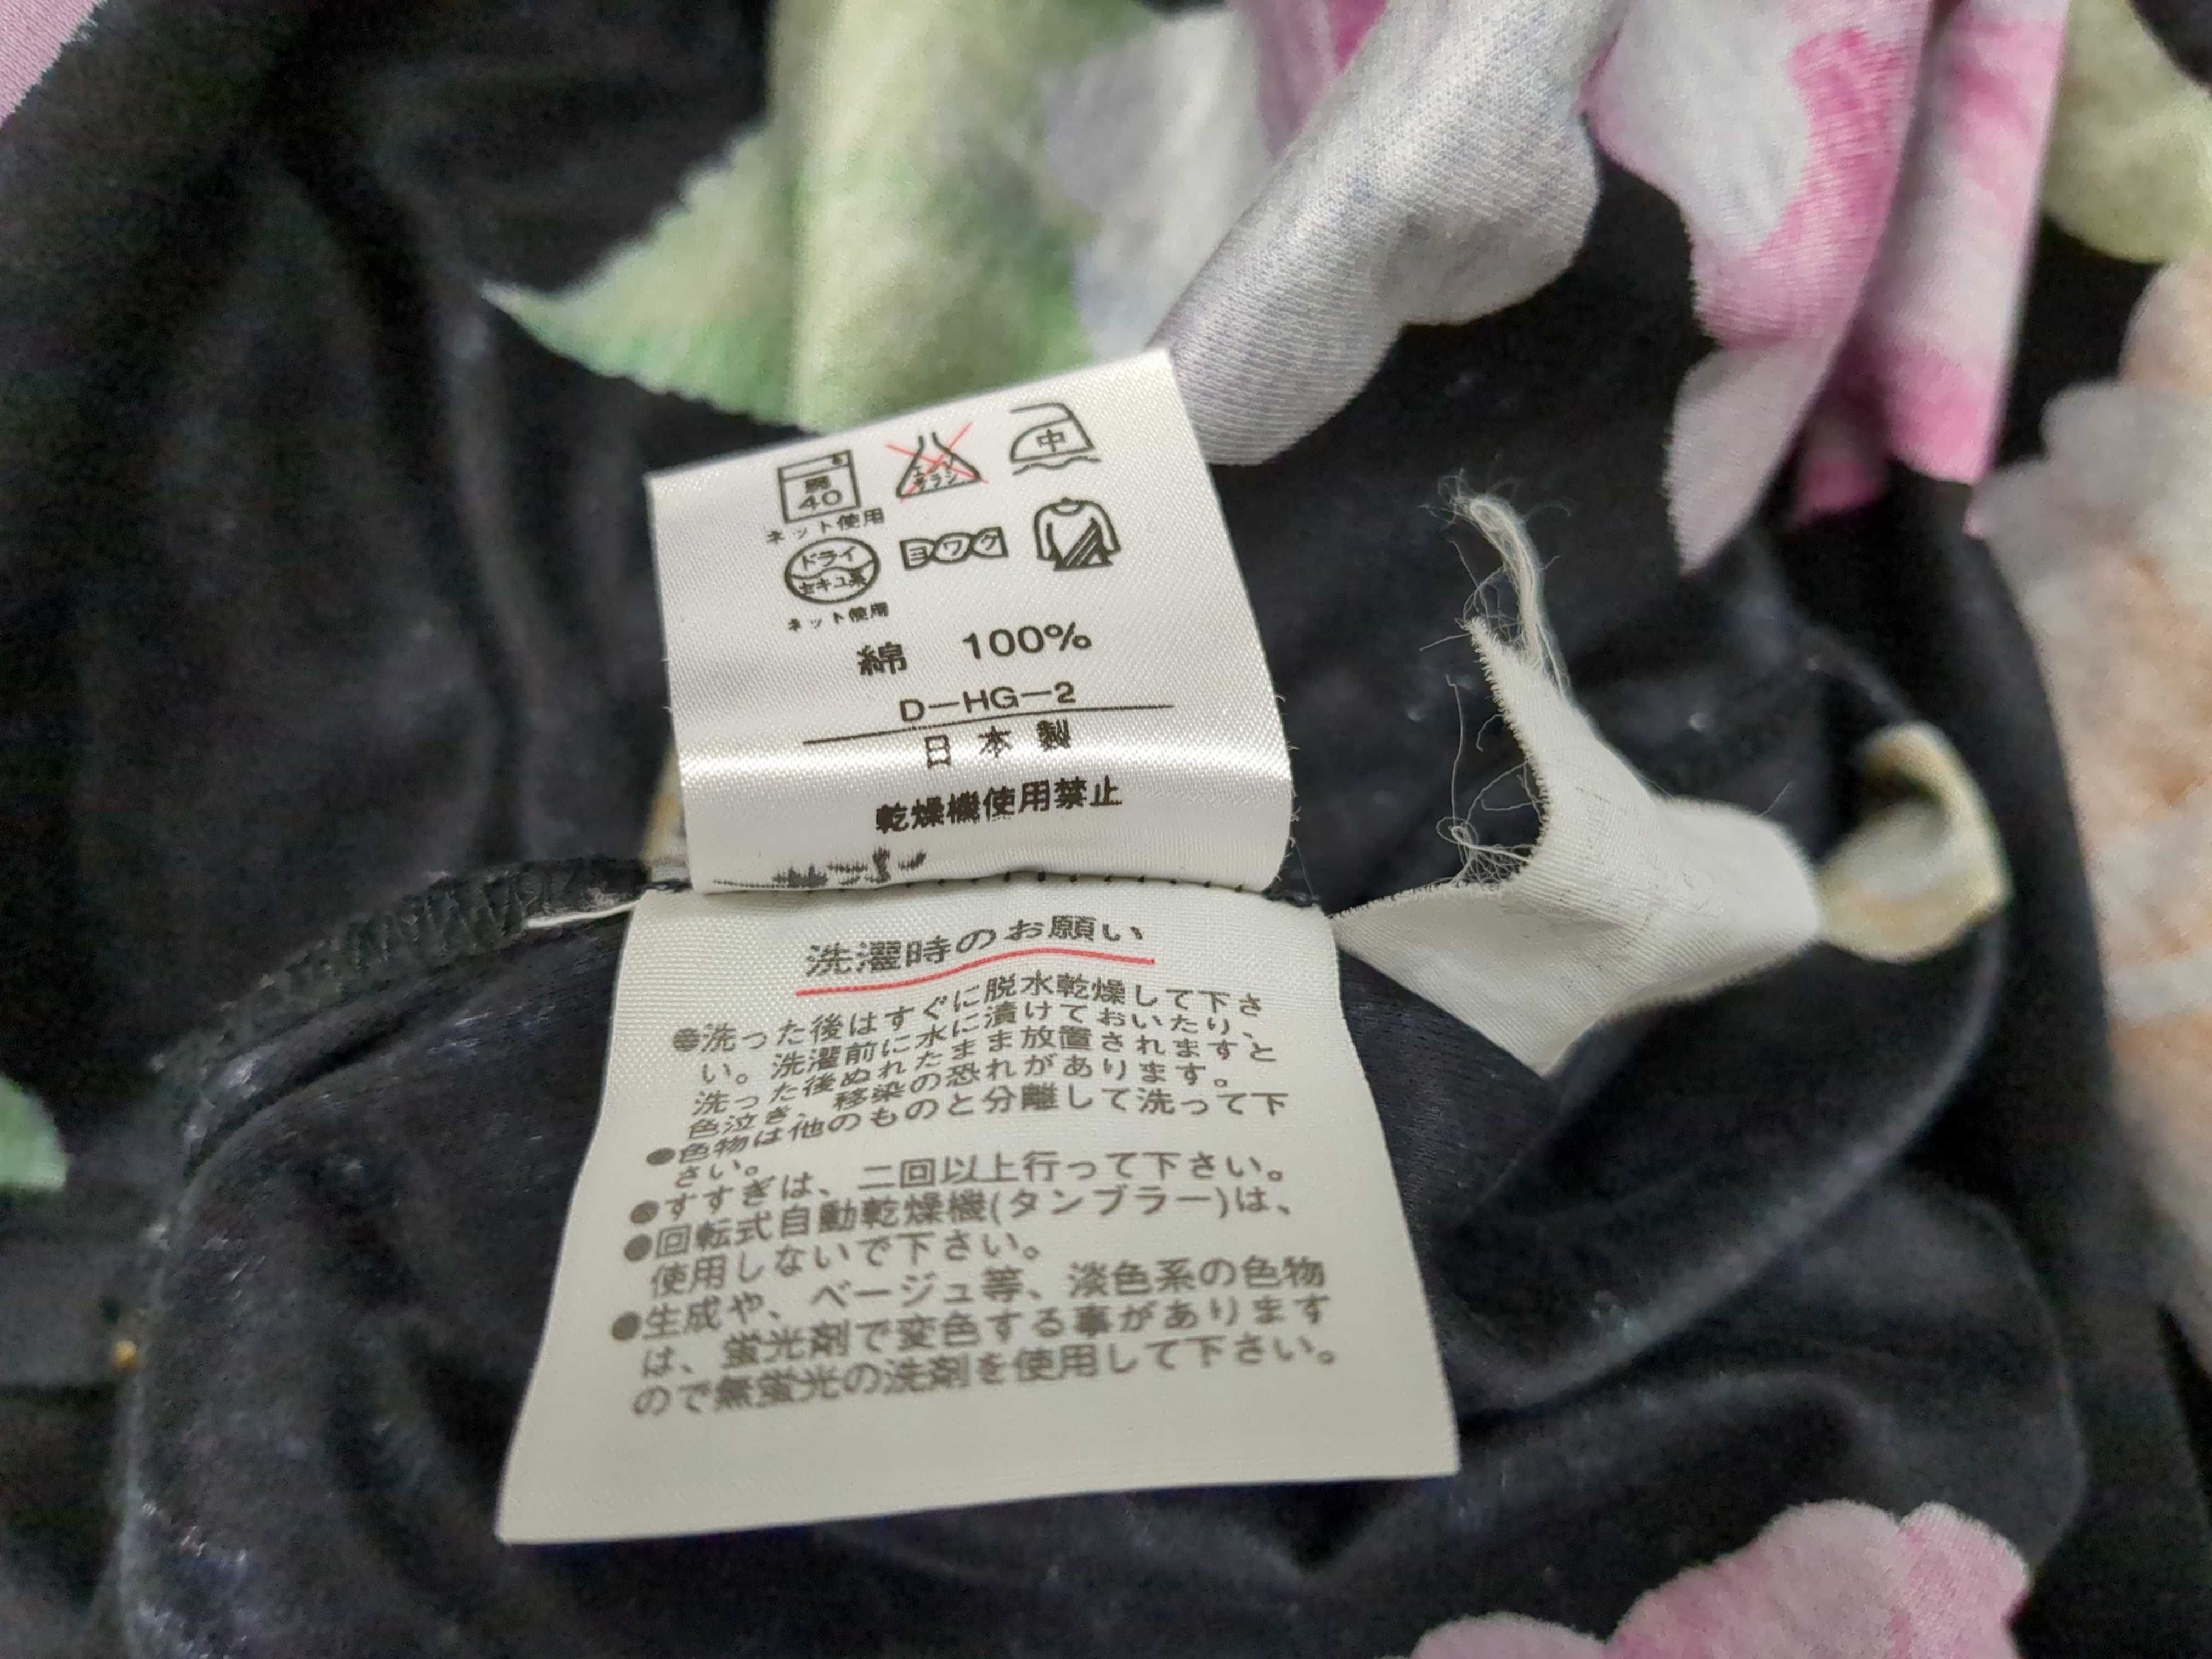 弱
40
ネット使用
エンソ
サラシ
中
ドライ
セキユ系
ネット使用
ヨワク
綿 100%
D-HG-2
日本製
乾燥機使用禁止
洗濯時のお願い
●洗った後はすぐに脱水乾燥して下さ
い。洗濯前に水に漬けておいたり、
洗った後ぬれたまま放置されますと
色泣き、移染の恐れがあります。
●色物は他のものと分離して洗って下
さい。
●すすぎは、二回以上行って下さい。
●回転式自動乾燥機(タンブラー)は、
使用しないで下さい。
●生成や、ベージュ等、淡色系の色物
は、蛍光剤で変色する事があります
ので無蛍光の洗剤を使用して下さい。